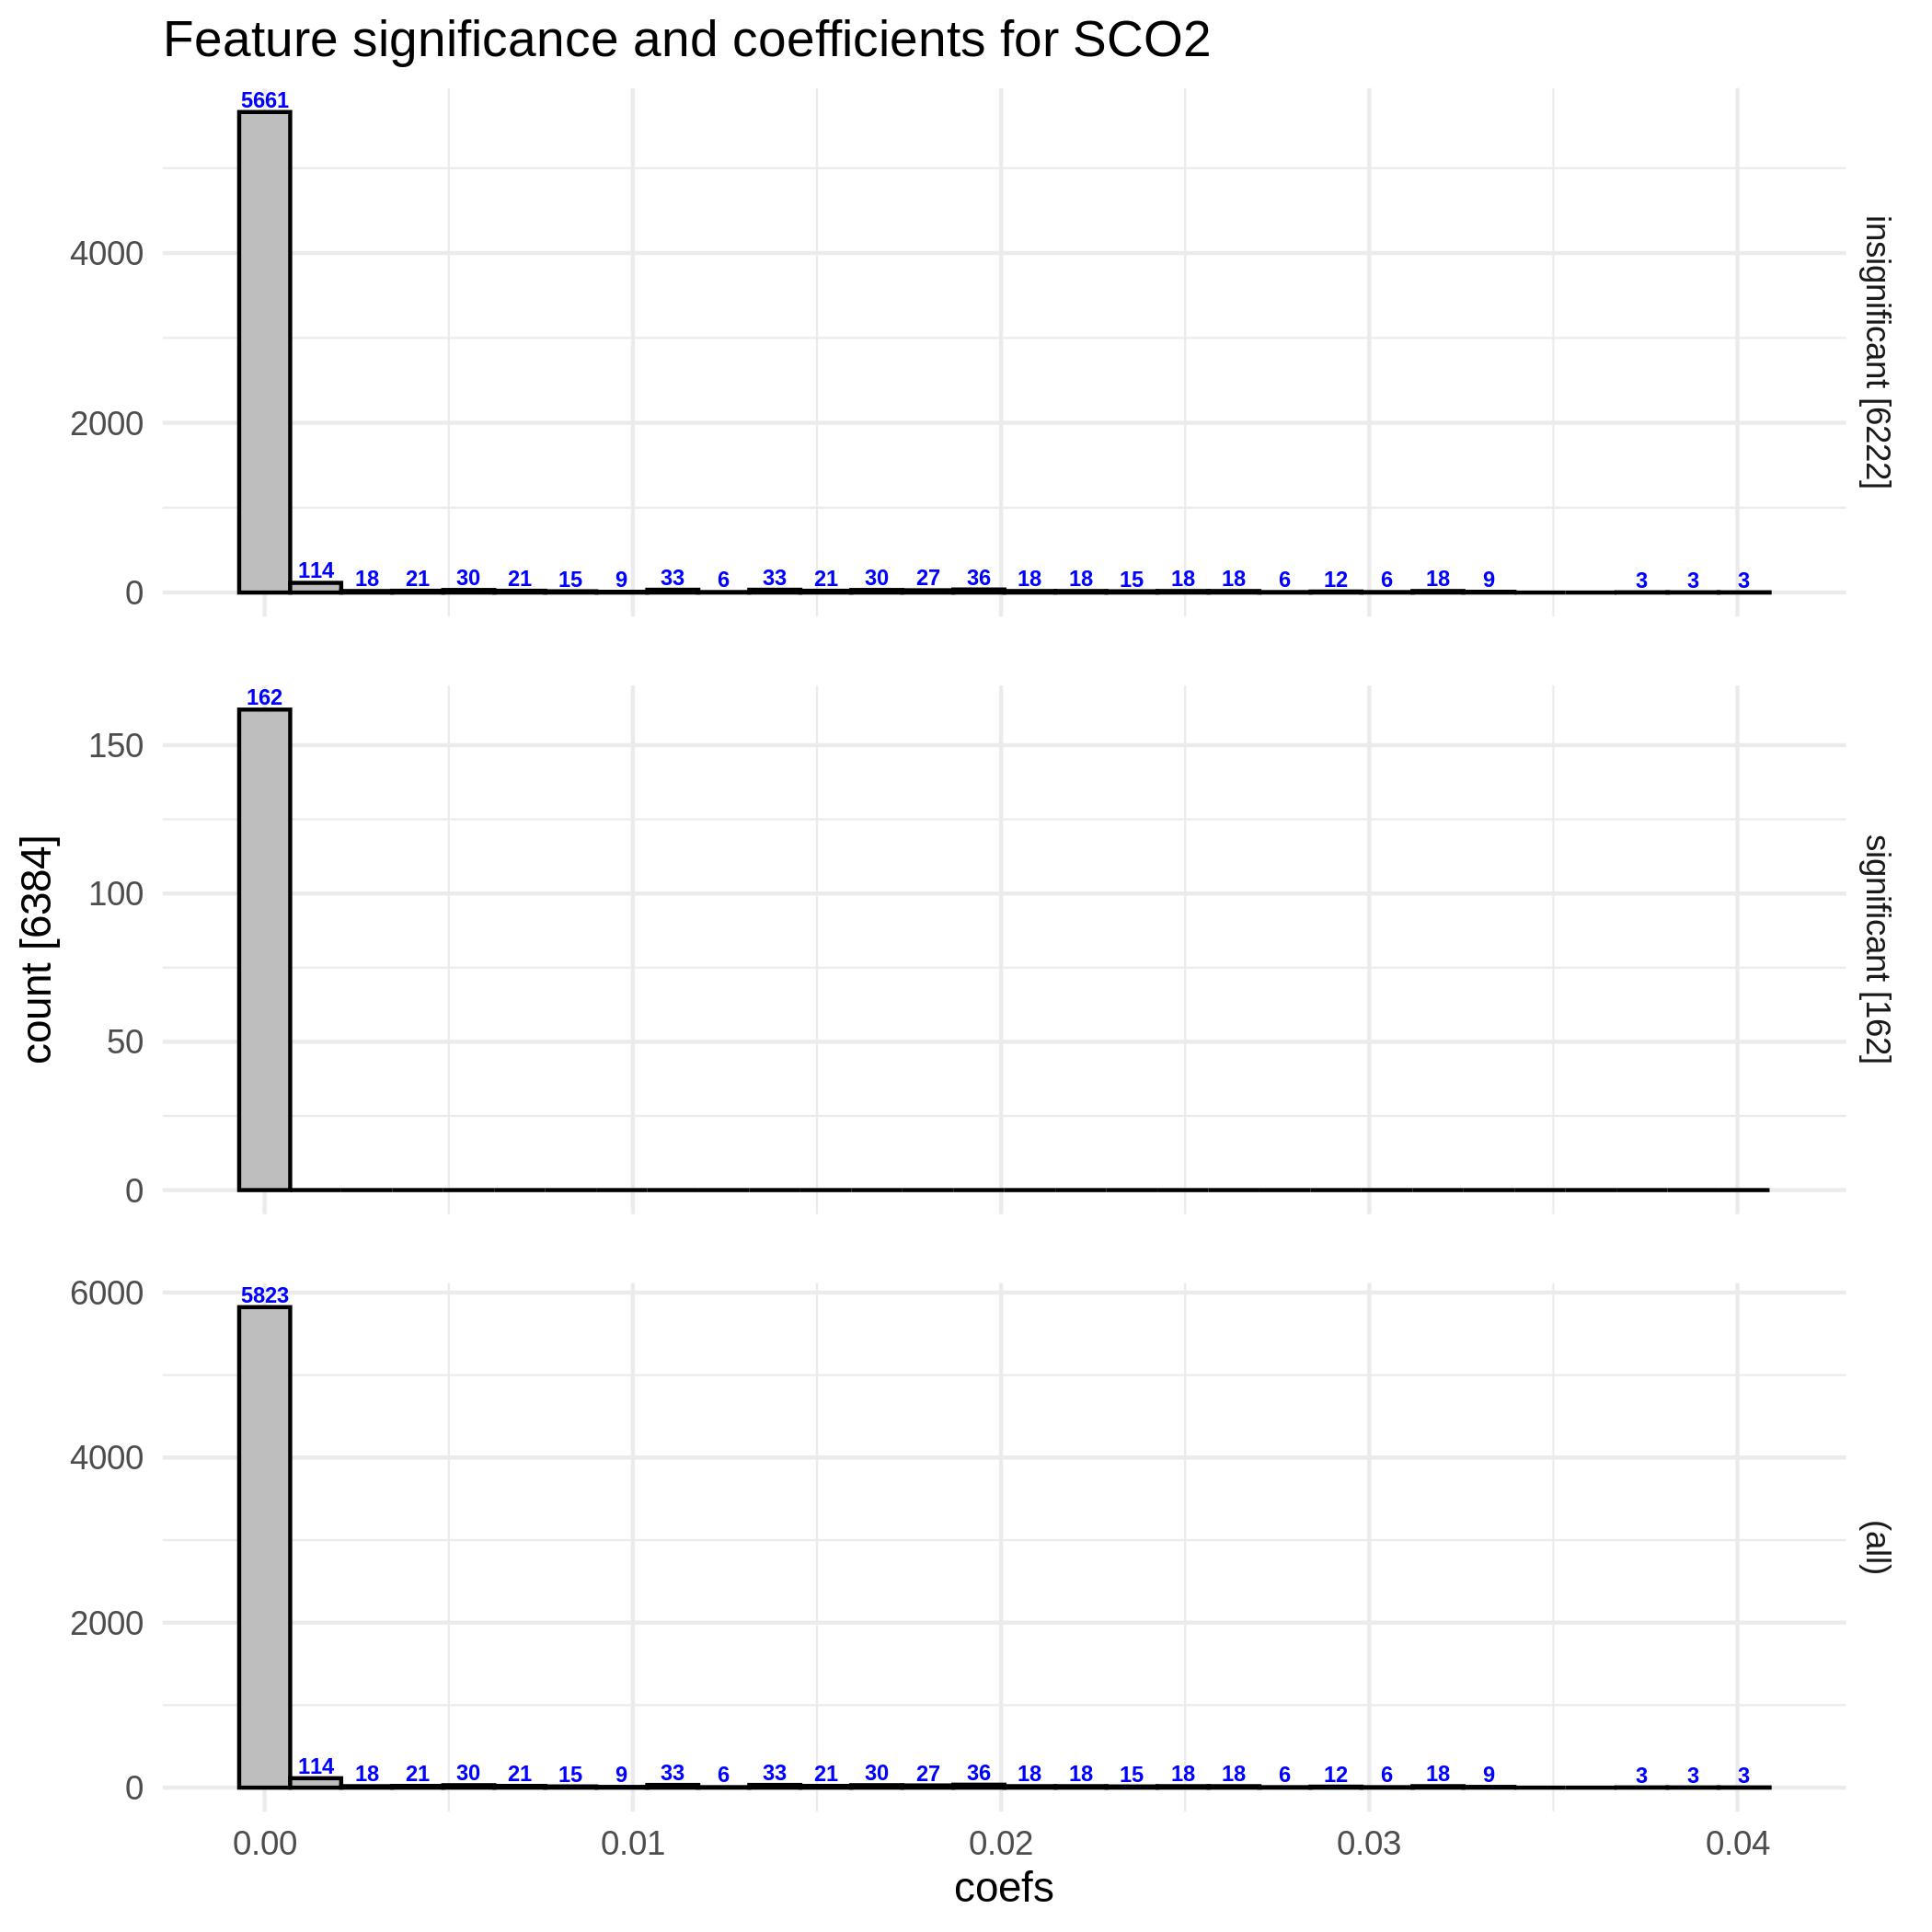 Feature significance and coefficients for SCO2
5661
114 18 21 30 21 15 9 33 6 33 21 30 27 36 18 18 15 18 18 6 12 6 18 9 3 3 3
4000
2000
0
insignificant [6222]
162
150
100
50
0
significant [162]
count [6384]
5823
114 18 21 30 21 15 9 33 6 33 21 30 27 36 18 18 15 18 18 6 12 6 18 9 3 3 3
6000
4000
2000
0
(all)
0.00 0.01 0.02 0.03 0.04
coefs